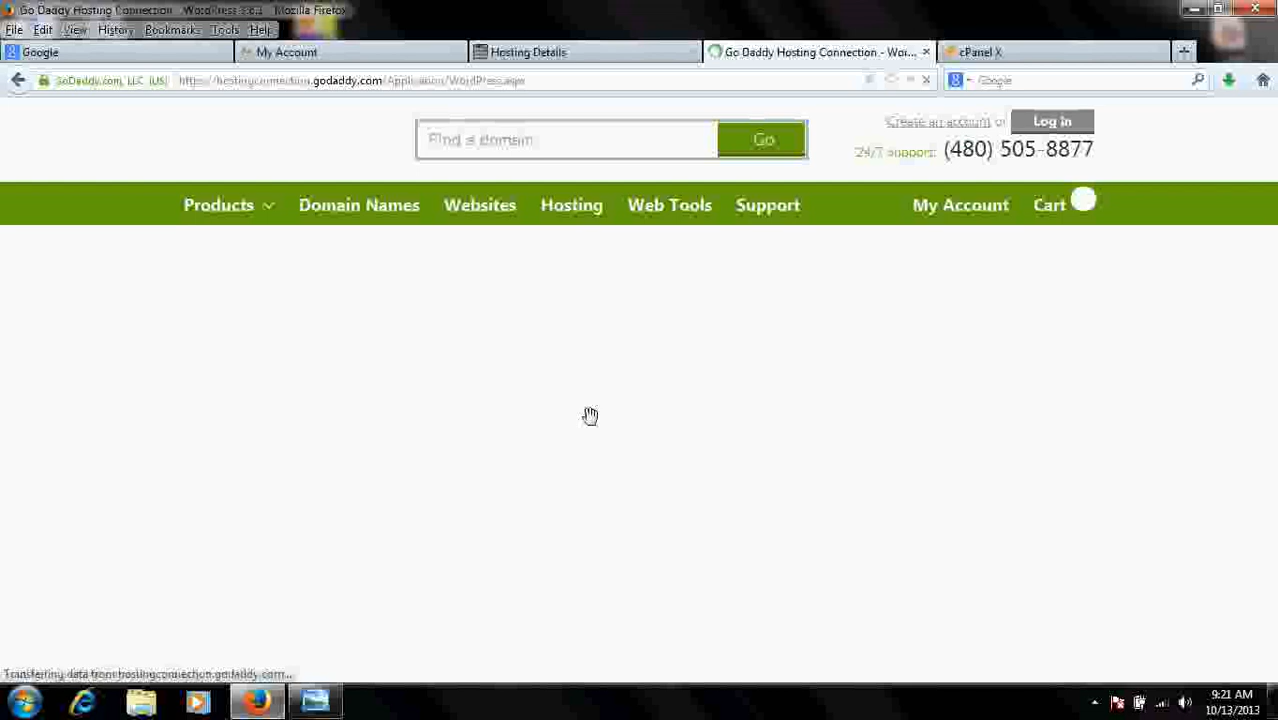 Go Daddy Hosting Connection - WordPress 3.6.1 - Mozilla Firefox
File Edit View History Bookmarks Tools Help
Google My Account Hosting Details Go Daddy Hosting Connection - Wor... cPanel X
GoDaddy.com, LLC (US) https://hostingconnection.godaddy.com/Application/WordPress.aspx Google
Find a domain Go
Create an account or Log In
24/7 support: (480) 505-8877
Products Domain Names Websites Hosting Web Tools Support My Account Cart
Transferring data from hostingconnection.godaddy.com...
9:21 AM
10/13/2013